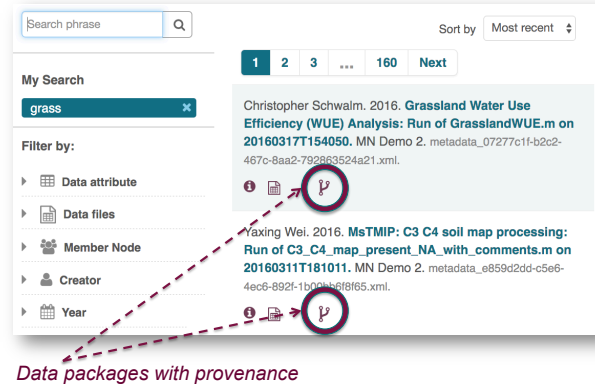 Search phrase
Sort by Most recent
1 2 3 ... 160 Next
My Search
grass
Filter by:
Data attribute
Data files
Member Node
Creator
Year
Christopher Schwalm. 2016. Grassland Water Use
Efficiency (WUE) Analysis: Run of GrasslandWUE.m on
20160317T154050. MN Demo 2. metadata_07277c1f-b2c2-
467c-8aa2-792863524a21.xml.
Yaxing Wei. 2016. MsTMIP: C3 C4 soil map processing:
Run of C3_C4_map_present_NA_with_comments.m on
20160311T181011. MN Demo 2. metadata_e859d2dd-c5e6-
4ec6-892f-1b00bb6f8f65.xml.
Data packages with provenance